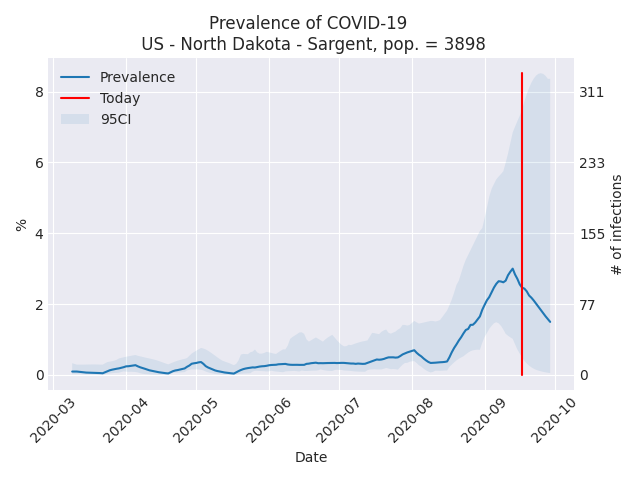 Prevalence of COVID-19
US - North Dakota - Sargent, pop. = 3898
Prevalence
Today
95CI
%
8
6
4
2
0
311
233
155
77
0
# of infections
2020-03
2020-04
2020-05
2020-06
2020-07
2020-08
2020-09
2020-10
Date